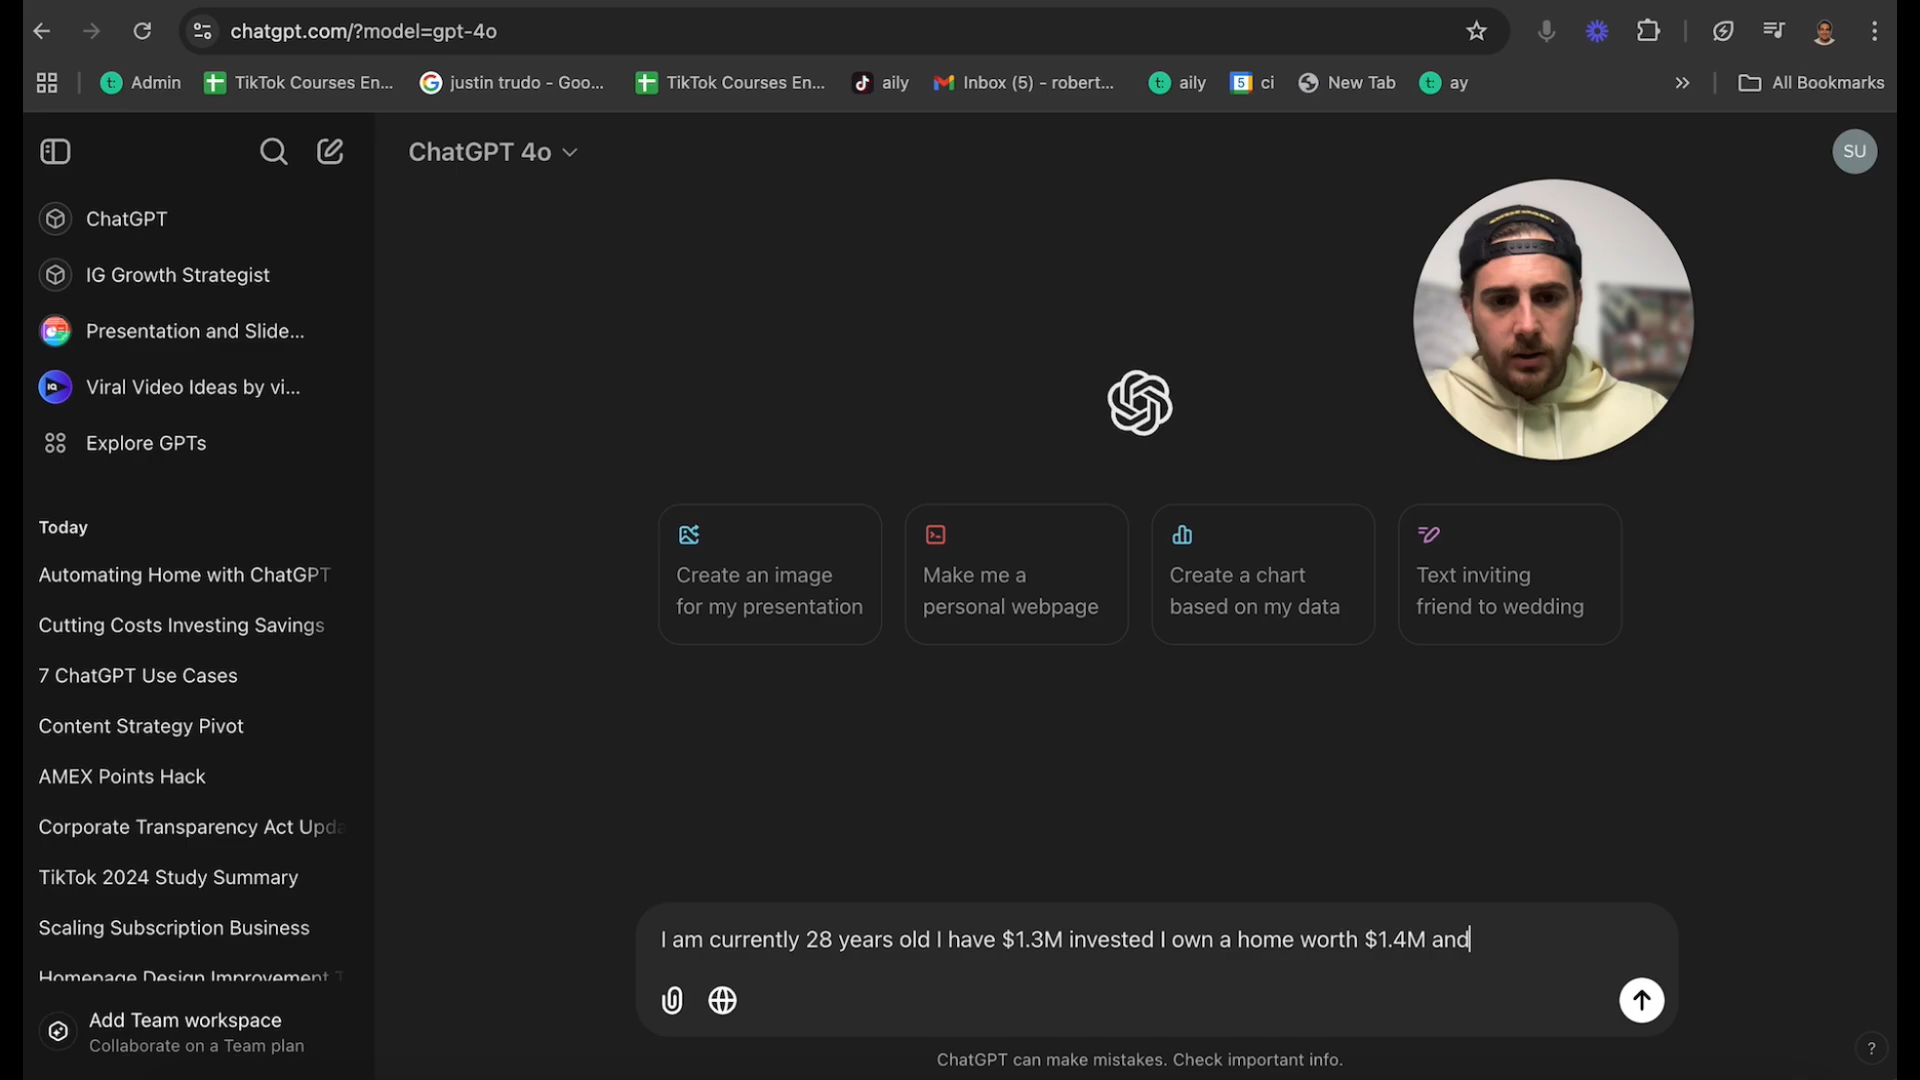 chatgpt.com/?model=gpt-4o
Admin
TikTok Courses En...
justin trudo - Goo...
TikTok Courses En...
aily
Inbox (5) - robert...
aily
5 ci
New Tab
ay
»
All Bookmarks
ChatGPT 4o
SU
ChatGPT
IG Growth Strategist
Presentation and Slide...
Viral Video Ideas by vi...
Explore GPTs
Today
Automating Home with ChatGPT
Cutting Costs Investing Savings
7 ChatGPT Use Cases
Content Strategy Pivot
AMEX Points Hack
Corporate Transparency Act Upda
TikTok 2024 Study Summary
Scaling Subscription Business
Homepage Design Improvement T
Add Team workspace
Collaborate on a Team plan
Create an image
for my presentation
Make me a
personal webpage
Create a chart
based on my data
Text inviting
friend to wedding
I am currently 28 years old I have $1.3M invested I own a home worth $1.4M and
ChatGPT can make mistakes. Check important info.
?